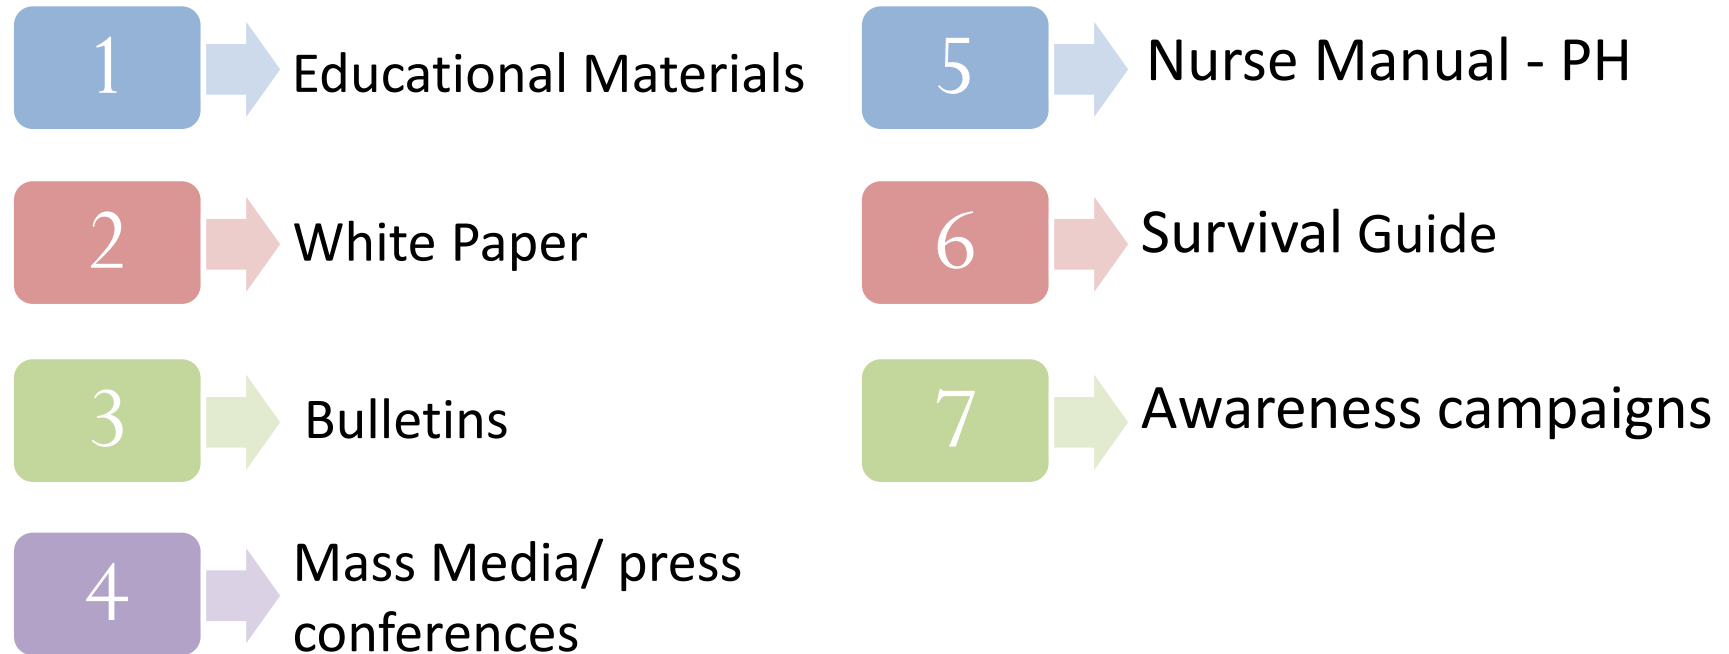 1
Educational Materials
2
White Paper
3
Bulletins
4
Mass Media/ press
conferences
5
Nurse Manual - PH
6
Survival Guide
7
Awareness campaigns